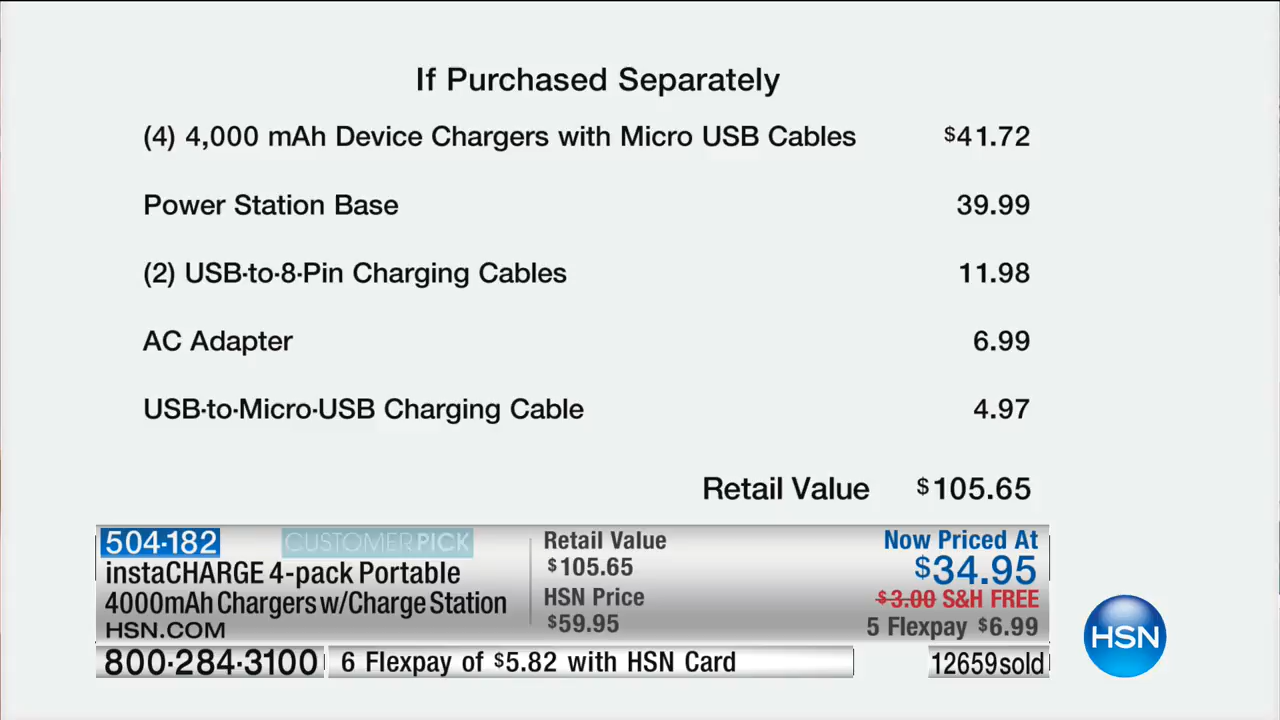 If Purchased Separately
(4) 4,000 mAh Device Chargers with Micro USB Cables $41.72
Power Station Base 39.99
(2) USB-to-8-Pin Charging Cables 11.98
AC Adapter 6.99
USB-to-Micro-USB Charging Cable 4.97
Retail Value $105.65
504-182 CUSTOMERPICK
instaCHARGE 4-pack Portable
4000mAh Chargers w/Charge Station
HSN.COM
Retail Value
$105.65
HSN Price
$59.95
Now Priced At
$34.95
$3.00 S&H FREE
5 Flexpay $6.99
HSN
800-284-3100 6 Flexpay of $5.82 with HSN Card 12659 sold